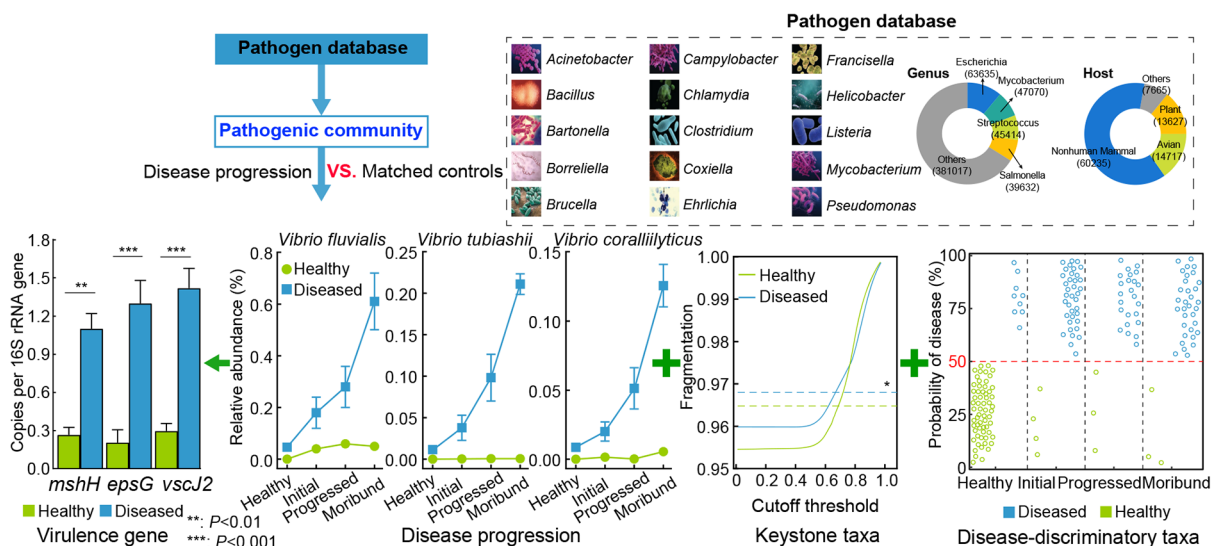 Pathogen database
Pathogen database
Pathogenic community
Disease progression VS. Matched controls
Acinetobacter
Campylobacter
Francisella
Bacillus
Chlamydia
Helicobacter
Bartonella
Clostridium
Listeria
Borreliella
Coxiella
Mycobacterium
Brucella
Ehrlichia
Pseudomonas
Genus
Escherichia
(63635)
Mycobacterium
(47070)
Streptococcus
(45414)
Others
(381017)
Salmonella
(39632)
Host
Others
(7665)
Plant
(13627)
Nonhuman Mammal
(60235)
Avian
(14717)
Copies per 16S rRNA gene
1.8
1.5
1.2
0.9
0.6
0.3
0.0
**
***
***
mshH epsG vscJ2
Healthy Diseased
**: P<0.01
***: P<0.001
Virulence gene
Relative abundance (%)
Vibrio fluvialis
Healthy
Diseased
0.8
0.6
0.4
0.2
0.0
Healthy
Initial
Progressed
Moribund
Vibrio tubiashii
0.25
0.20
0.15
0.10
0.05
0.00
Healthy
Initial
Progressed
Moribund
Vibrio coralliilyticus
0.15
0.10
0.05
0.00
Healthy
Initial
Progressed
Moribund
Disease progression
Fragmentation
1.00
0.99
0.98
0.97
0.96
0.95
Healthy
Diseased
*
0.0 0.2 0.4 0.6 0.8 1.0
Cutoff threshold
Keystone taxa
Probability of disease (%)
100
75
50
25
0
Healthy Initial Progressed Moribund
Diseased Healthy
Disease-discriminatory taxa